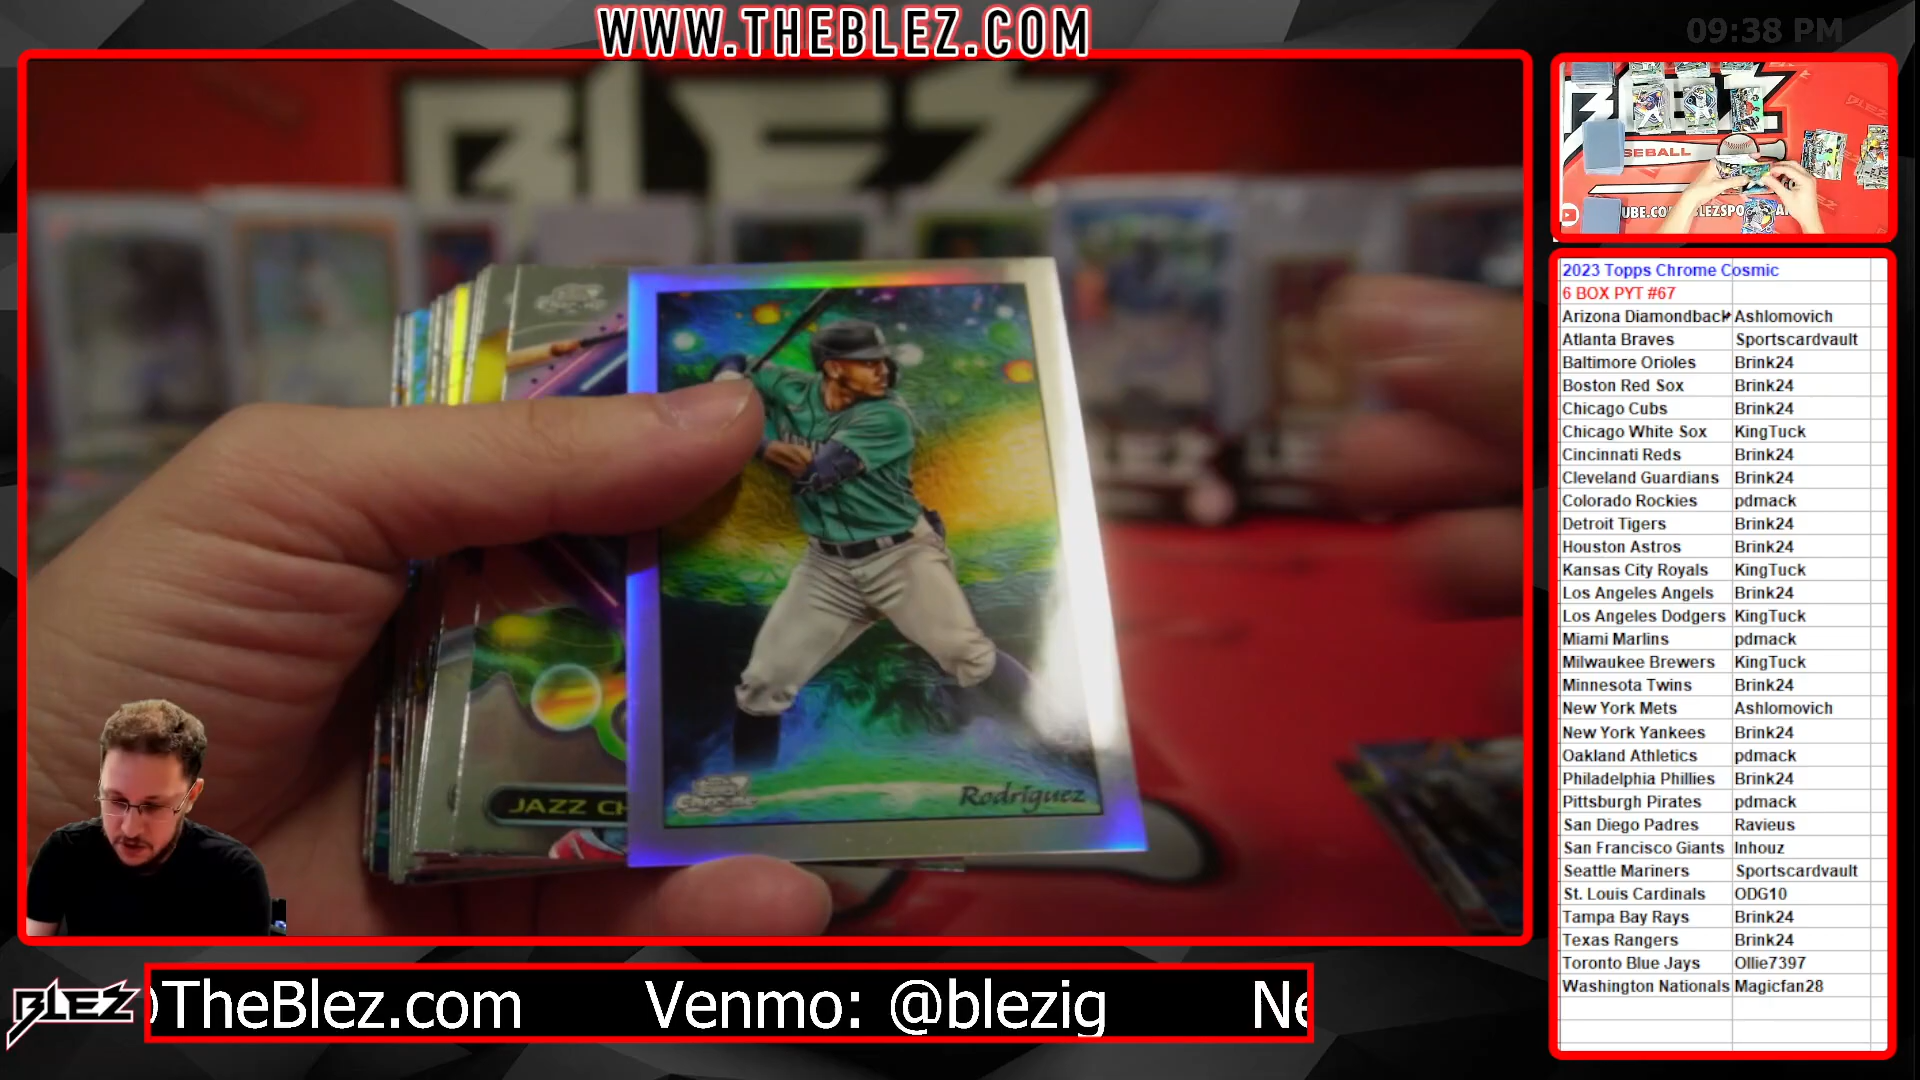 WWW.THEBLEZ.COM
09:38 PM
BLEZ
JAZZ CH
Rodríguez
SEBALL
2023 Topps Chrome Cosmic
6 BOX PYT #67
Arizona Diamondback Ashlomovich
Atlanta Braves Sportscardvault
Baltimore Orioles Brink24
Boston Red Sox Brink24
Chicago Cubs Brink24
Chicago White Sox KingTuck
Cincinnati Reds Brink24
Cleveland Guardians Brink24
Colorado Rockies pdmack
Detroit Tigers Brink24
Houston Astros Brink24
Kansas City Royals KingTuck
Los Angeles Angels Brink24
Los Angeles Dodgers KingTuck
Miami Marlins pdmack
Milwaukee Brewers KingTuck
Minnesota Twins Brink24
New York Mets Ashlomovich
New York Yankees Brink24
Oakland Athletics pdmack
Philadelphia Phillies Brink24
Pittsburgh Pirates pdmack
San Diego Padres Ravieus
San Francisco Giants Inhouz
Seattle Mariners Sportscardvault
St. Louis Cardinals ODG10
Tampa Bay Rays Brink24
Texas Rangers Brink24
Toronto Blue Jays Ollie7397
Washington Nationals Magicfan28
BLEZ
TheBlez.com Venmo: @blezig Ne